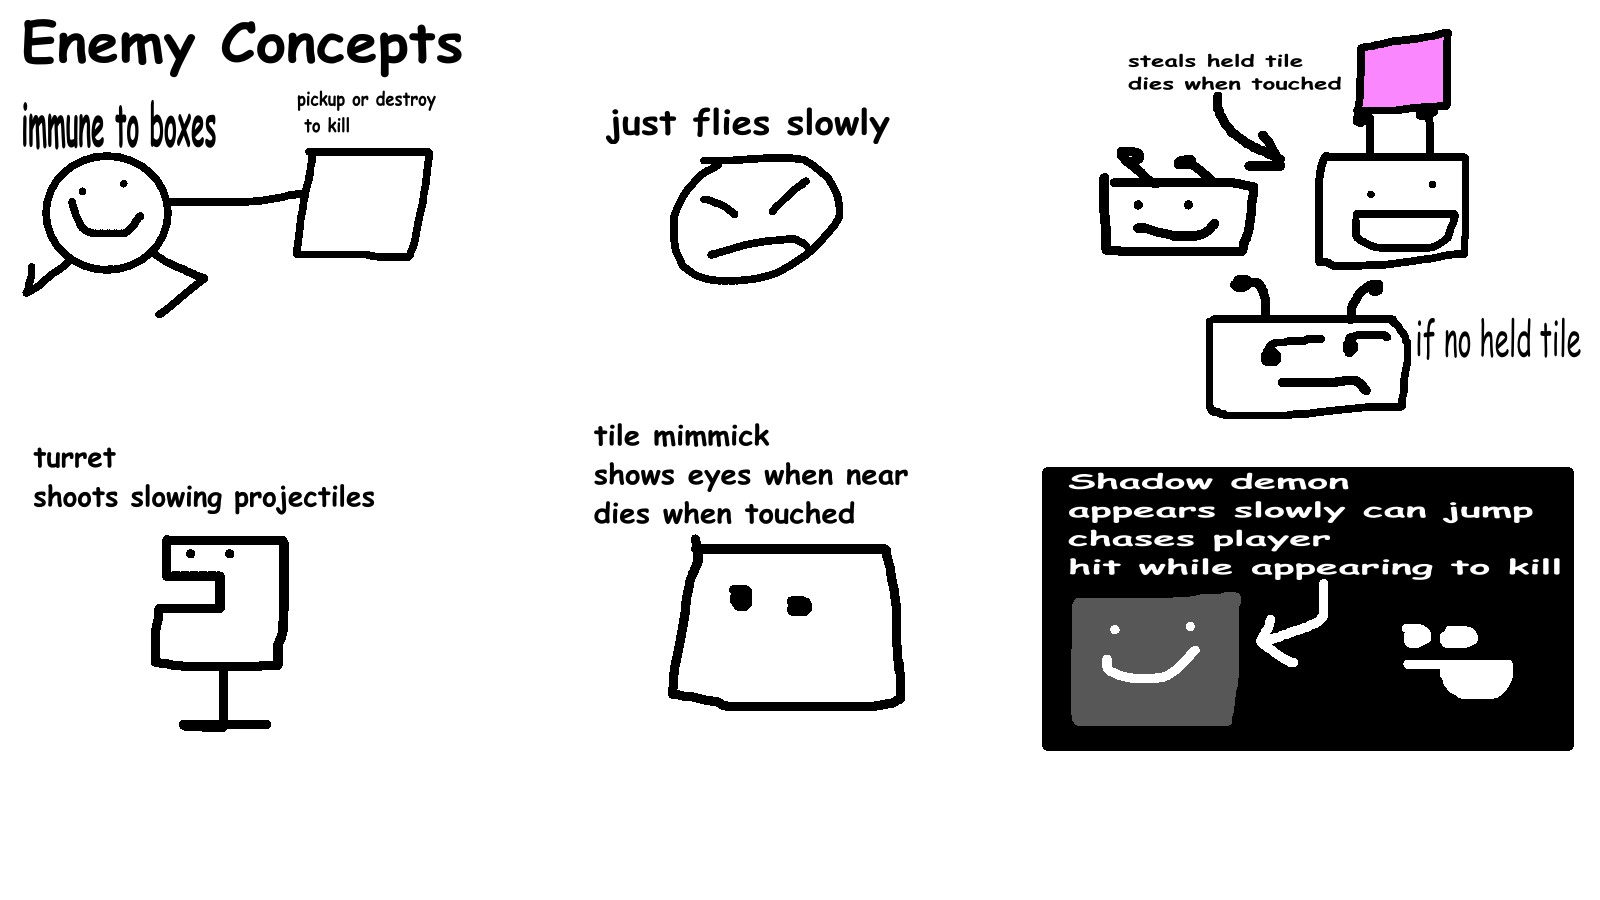 Enemy Concepts
immune to boxes
pickup or destroy
to kill
just flies slowly
steals held tile
dies when touched
if no held tile
turret
shoots slowing projectiles
tile mimmick
shows eyes when near
dies when touched
Shadow demon
appears slowly can jump
chases player
hit while appearing to kill